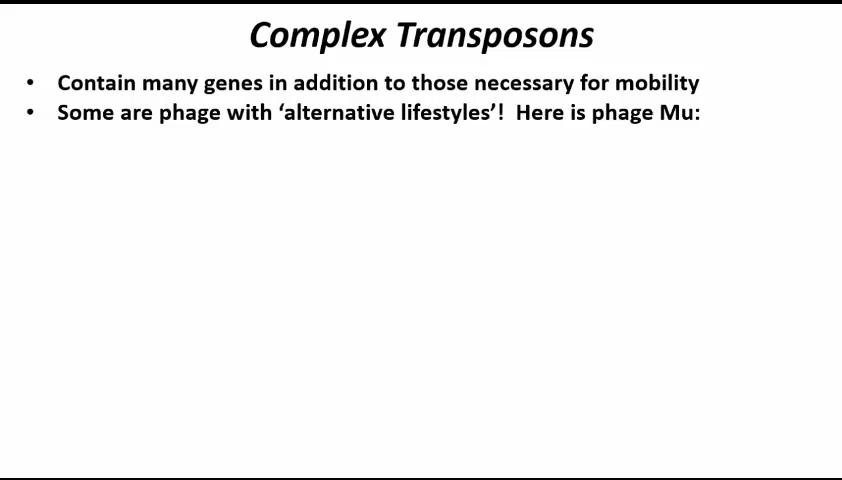 Complex Transposons
• Contain many genes in addition to those necessary for mobility
• Some are phage with ‘alternative lifestyles’! Here is phage Mu: